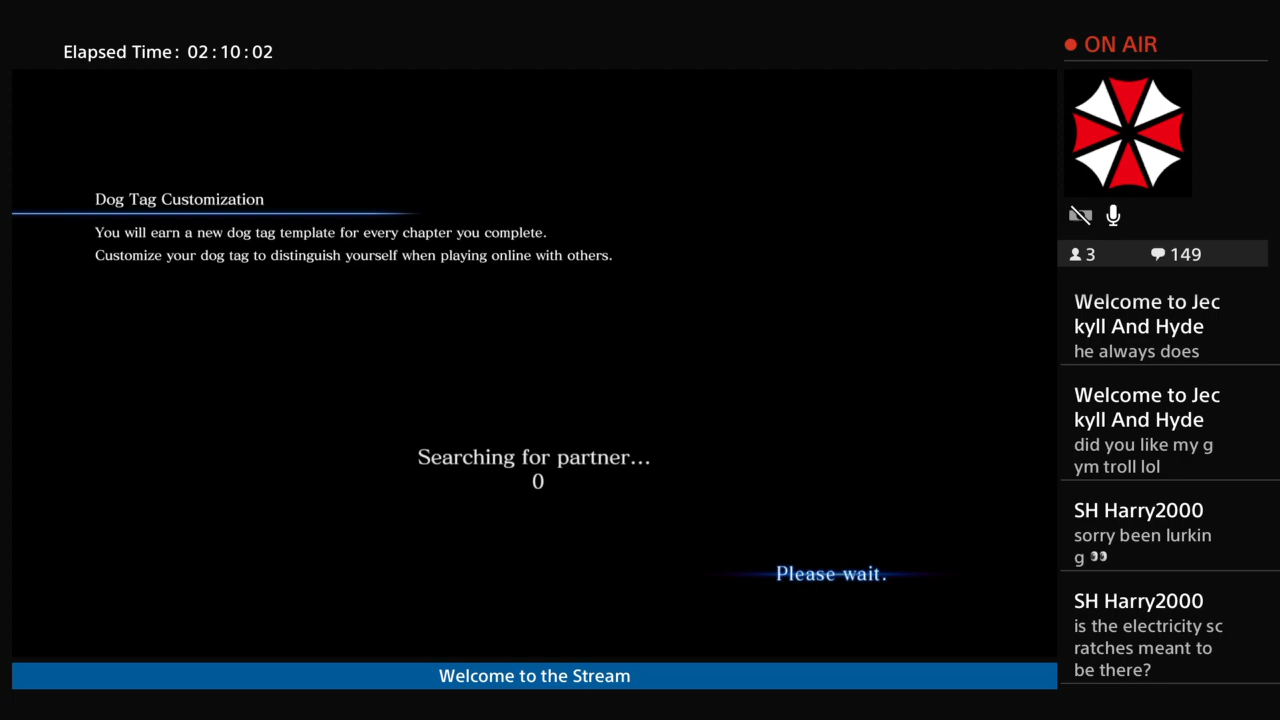 Elapsed Time: 02:10:02
ON AIR
Dog Tag Customization
You will earn a new dog tag template for every chapter you complete.
Customize your dog tag to distinguish yourself when playing online with others.
Searching for partner...
0
Please wait.
Welcome to the Stream
3
149
Welcome to Jec
kyll And Hyde
he always does
Welcome to Jec
kyll And Hyde
did you like my g
ym troll lol
SH Harry2000
sorry been lurkin
g 👀
SH Harry2000
is the electricity sc
ratches meant to
be there?